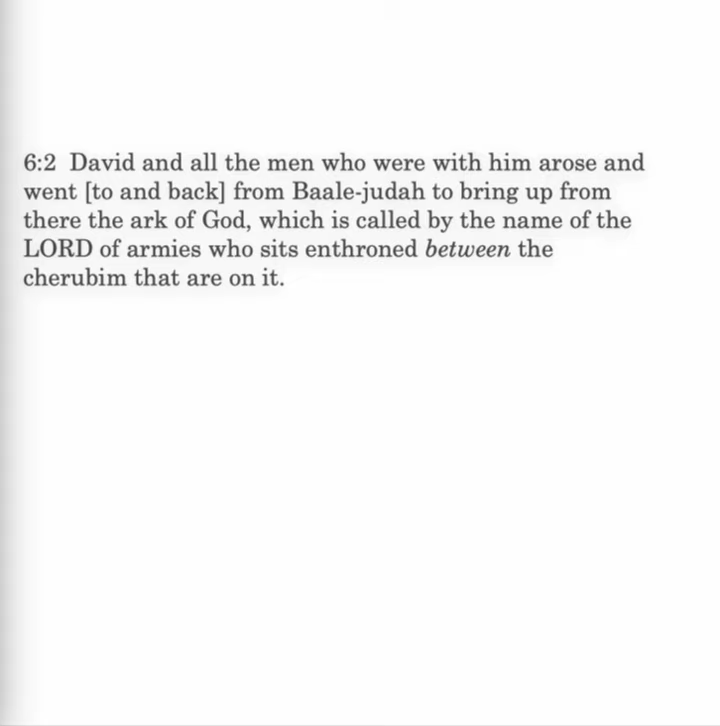 6:2 David and all the men who were with him arose and
went [to and back] from Baale-judah to bring up from
there the ark of God, which is called by the name of the
LORD of armies who sits enthroned between the
cherubim that are on it.